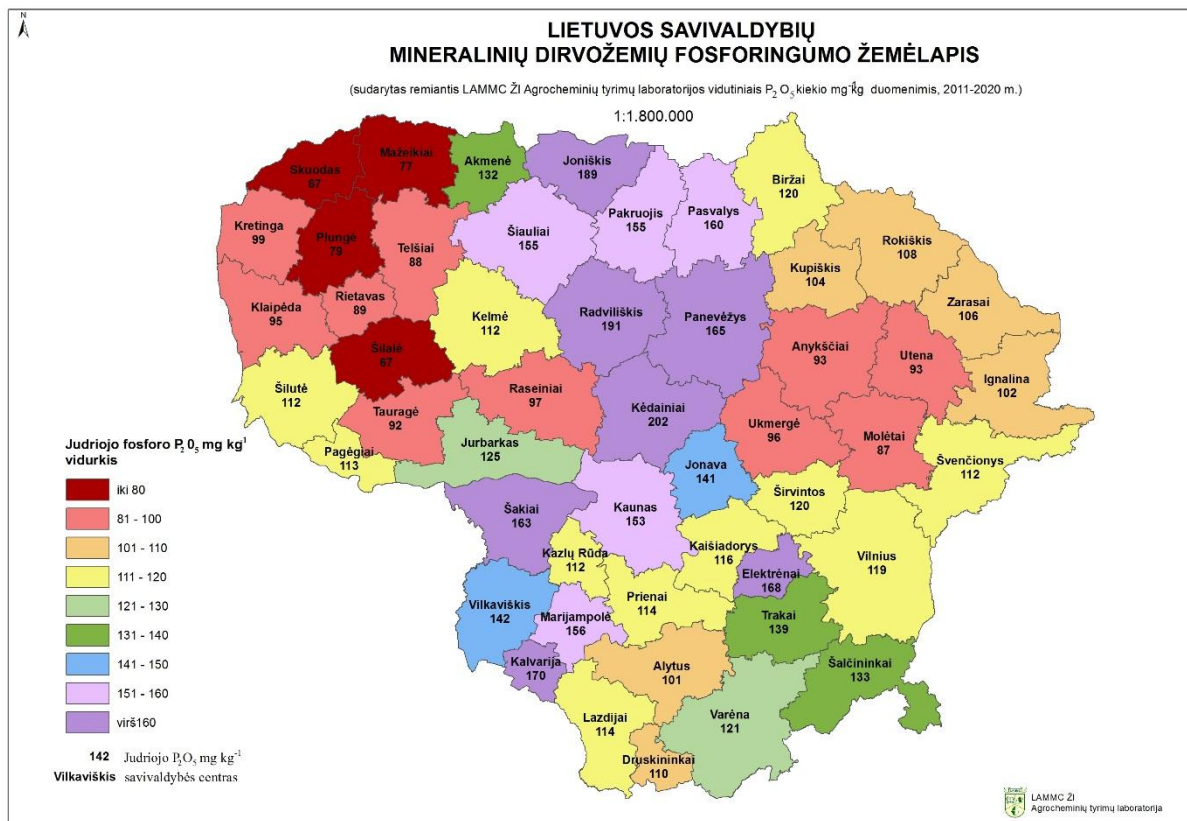 N
LIETUVOS SAVIVALDYBIŲ
MINERALINIŲ DIRVOŽEMIŲ FOSFORINGUMO ŽEMĖLAPIS
(sudarytas remiantis LAMMC ŽI Agrocheminių tyrimų laboratorijos vidutiniais P₂ O₅ kiekio mg kg⁻¹ duomenimis, 2011-2020 m.)
1:1.800.000
Skuodas
67
Mažeikiai
77
Akmenė
132
Joniškis
189
Pakruojis
155
Pasvalys
160
Biržai
120
Kretinga
99
Plungė
79
Telšiai
88
Šiauliai
155
Rokiškis
108
Kupiškis
104
Klaipėda
95
Rietavas
89
Kelmė
112
Radviliškis
191
Panevėžys
165
Zarasai
106
Šilalė
67
Anykščiai
93
Utena
93
Ignalina
102
Šilutė
112
Tauragė
92
Raseiniai
97
Kėdainiai
202
Ukmergė
96
Molėtai
87
Pagėgiai
113
Jurbarkas
125
Jonava
141
Švenčionys
112
Širvintos
120
Šakiai
163
Kaunas
153
Kazlų Rūda
112
Kaišiadorys
116
Vilnius
119
Elektrėnai
168
Vilkaviškis
142
Marijampolė
156
Prienai
114
Trakai
139
Kalvarija
170
Alytus
101
Šalčininkai
133
Lazdijai
114
Varėna
121
Druskininkai
110
Judriojo fosforo P₂ 0₅ mg kg¹
vidurkis
iki 80
81 - 100
101 - 110
111 - 120
121 - 130
131 - 140
141 - 150
151 - 160
virš160
142 Judriojo P₂O₅ mg kg⁻¹
Vilkaviškis savivaldybės centras
LAMMC ŽI
Agrocheminių tyrimų laboratorija